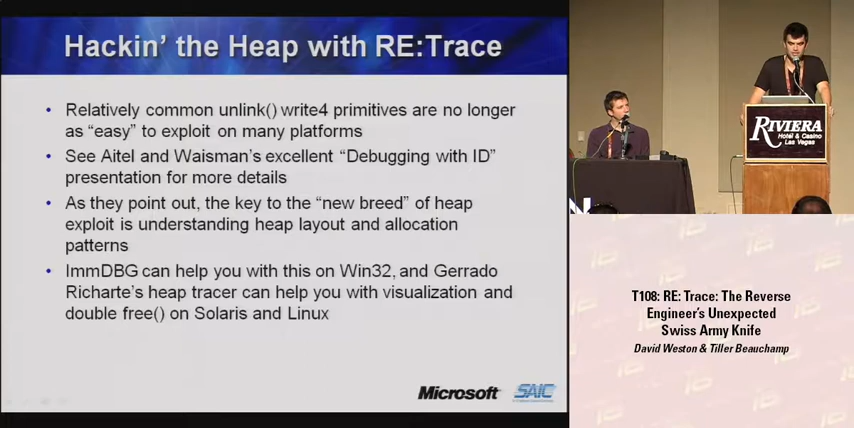 Hackin' the Heap with RE:Trace
• Relatively common unlink() write4 primitives are no longer
as "easy" to exploit on many platforms
• See Aitel and Waisman's excellent "Debugging with ID"
presentation for more details
• As they point out, the key to the "new breed" of heap
exploit is understanding heap layout and allocation
patterns
• ImmDBG can help you with this on Win32, and Gerrado
Richarte's heap tracer can help you with visualization and
double free() on Solaris and Linux
Microsoft
SAIC
RIVIERA
Hotel & Casino
Las Vegas
N
T108: RE: Trace: The Reverse
Engineer's Unexpected
Swiss Army Knife
David Weston & Tiller Beauchamp